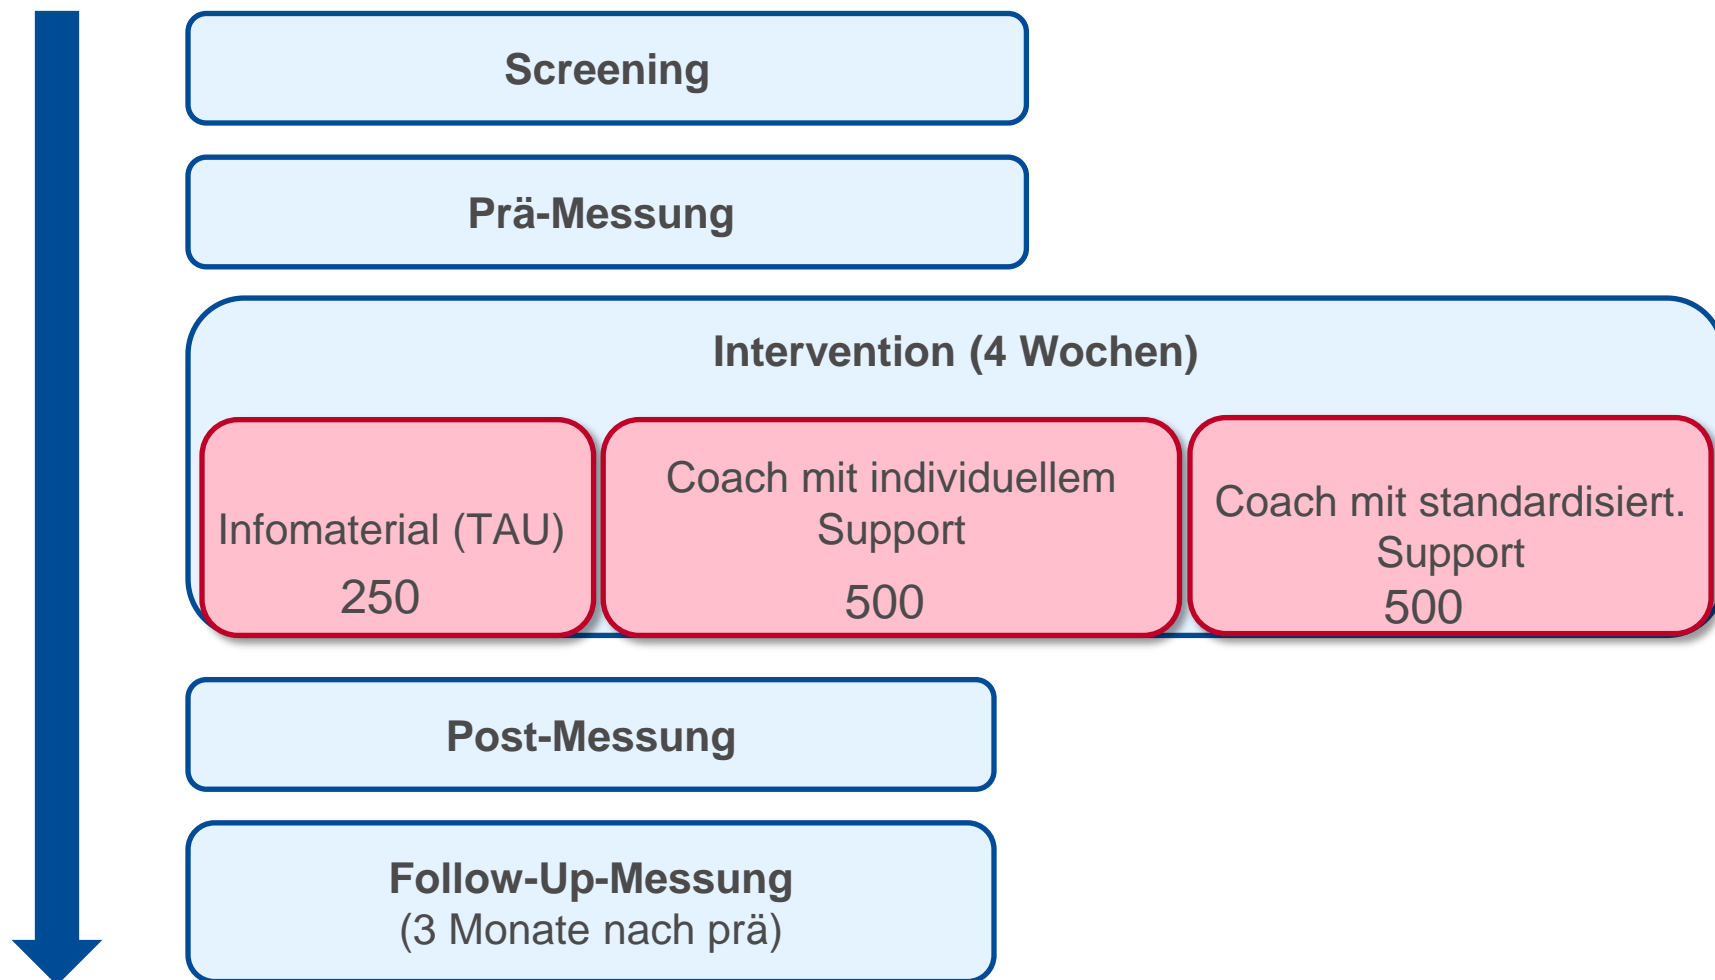 Screening
Prä-Messung
Intervention (4 Wochen)
Infomaterial (TAU)
250
Coach mit individuellem
Support
500
Coach mit standardisiert.
Support
500
Post-Messung
Follow-Up-Messung
(3 Monate nach prä)